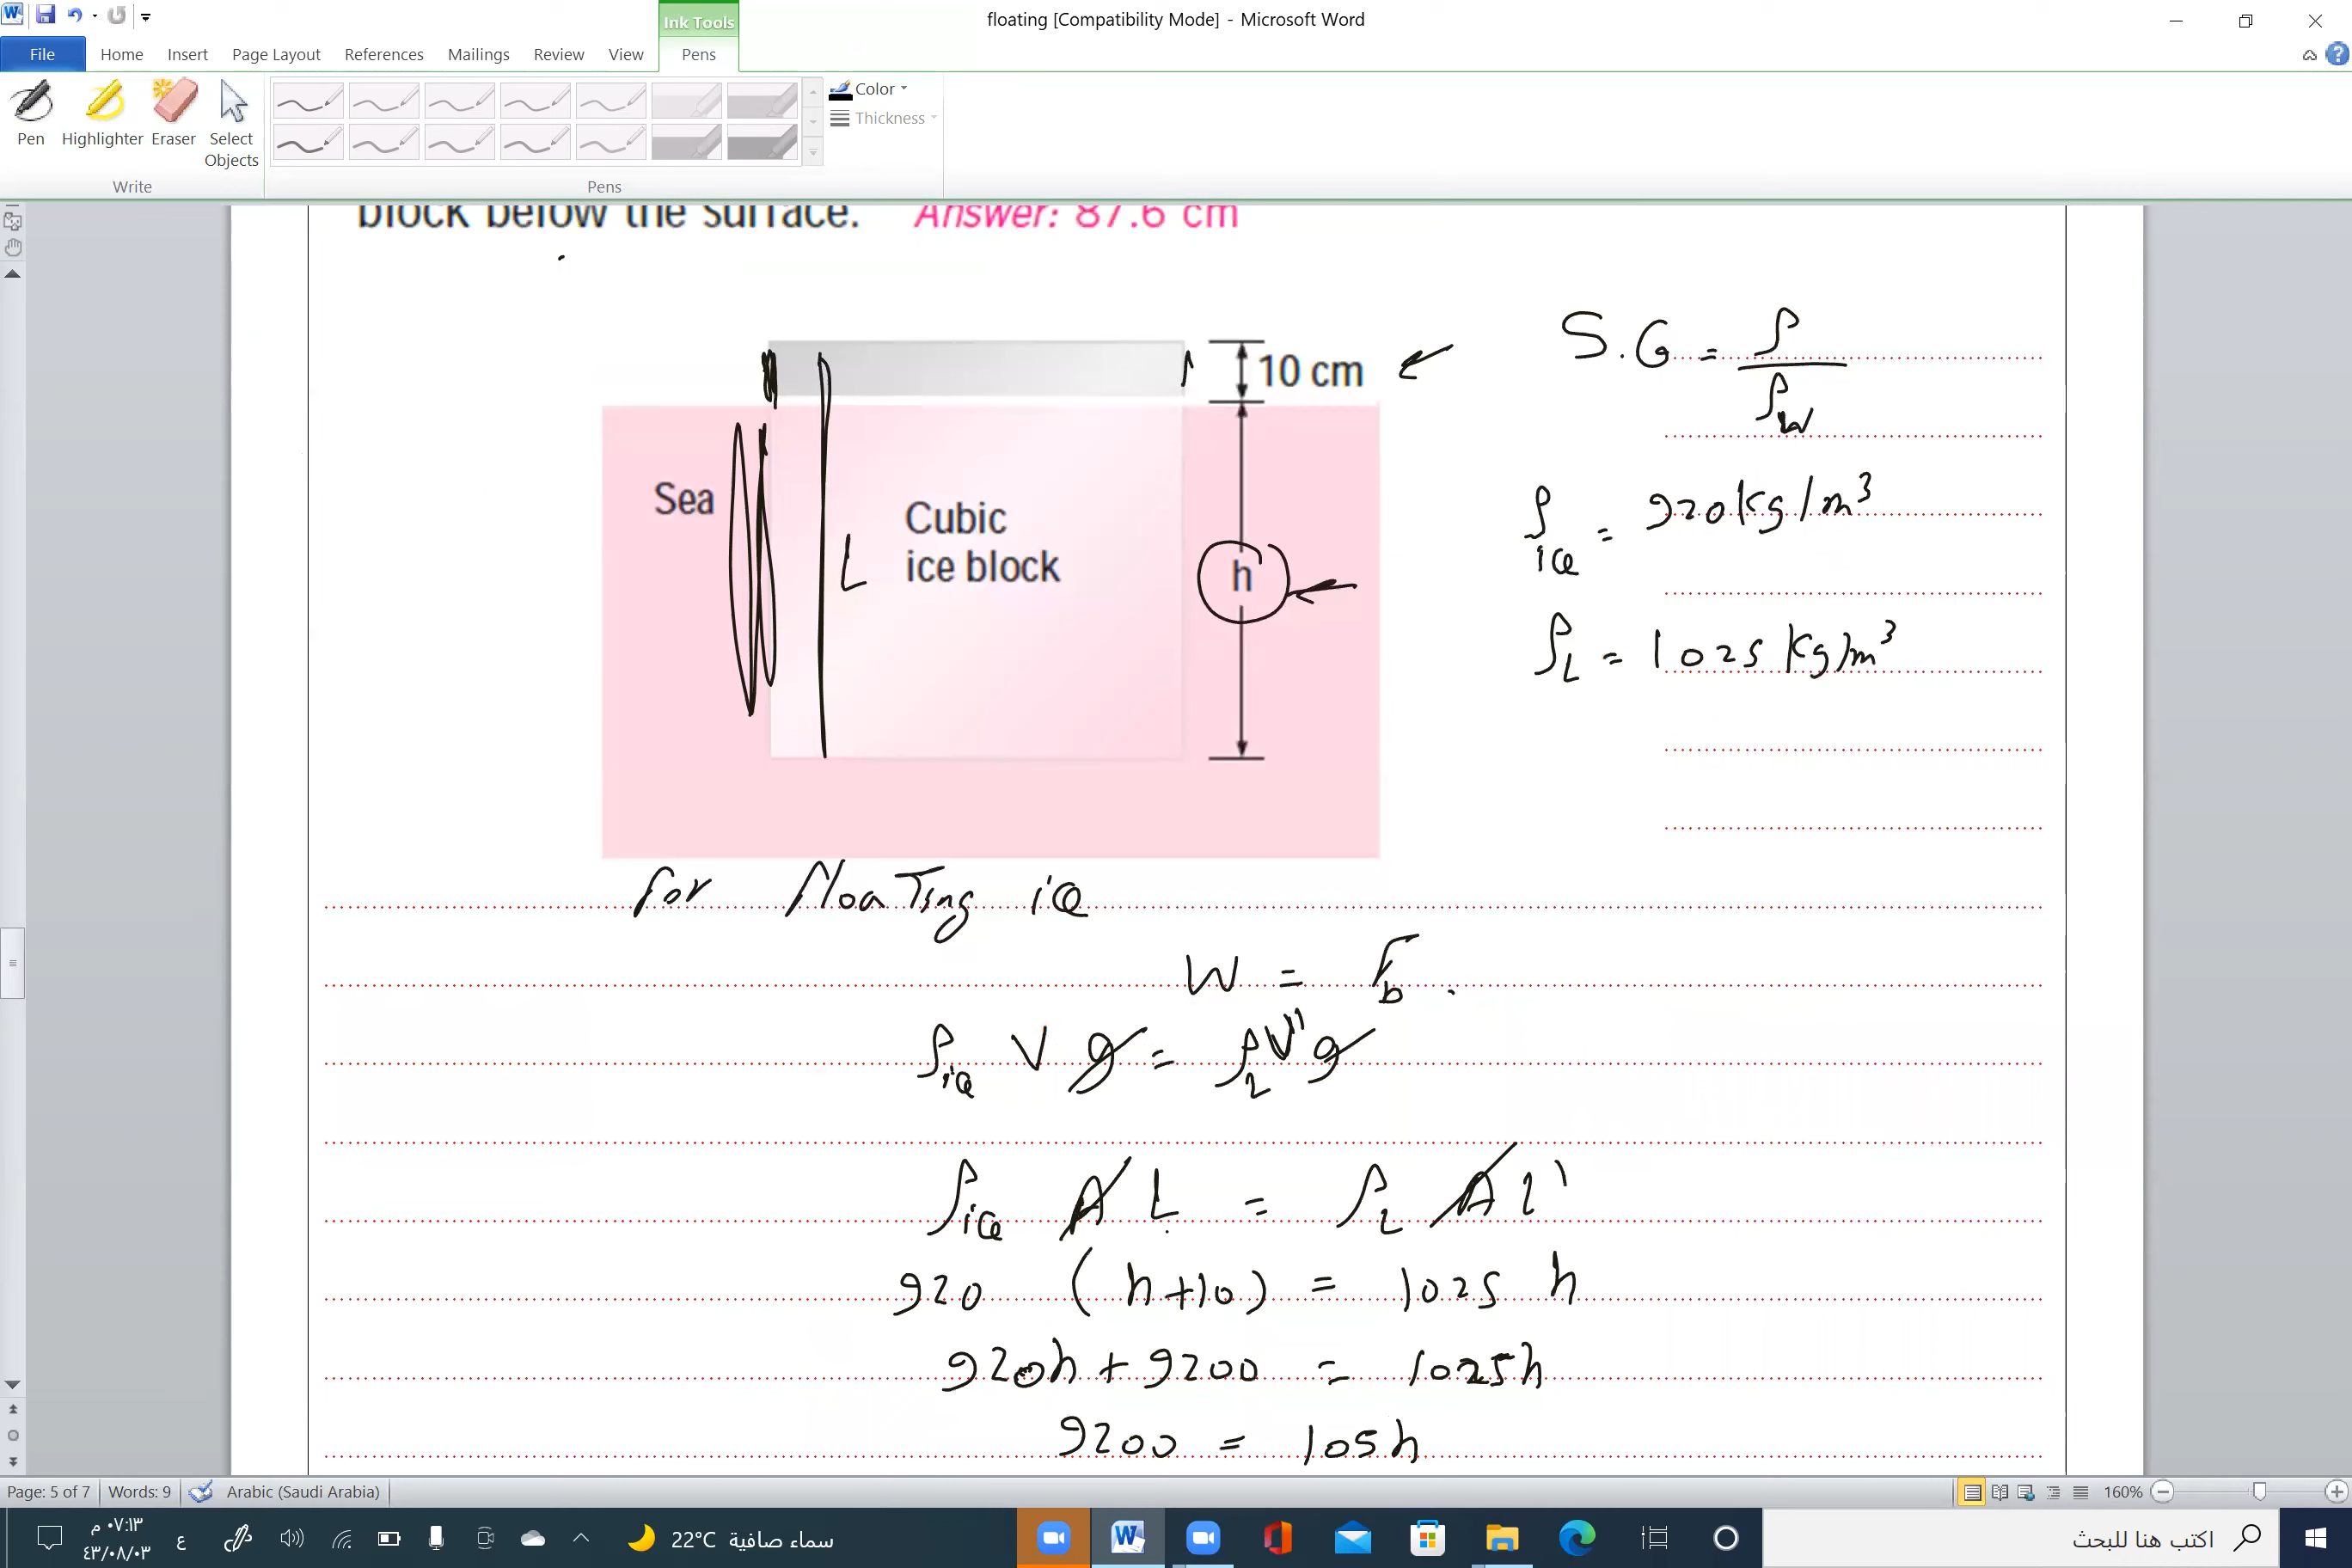 floating [Compatibility Mode] - Microsoft Word
Ink Tools
File Home Insert Page Layout References Mailings Review View Pens
Pen Highlighter Eraser Select Objects
Color
Thickness
Write Pens
block below the surface. Answer: 87.6 cm
10 cm
S.G = ρ / ρw
Sea
L
Cubic
ice block
h
ρice = 920 kg/m³
ρL = 1025 kg/m³
for floaTing ice
W = Fb.
ρice V g = ρL V' g
ρice A L = ρL A L'
920 (h+10) = 1025 h
920h + 9200 = 1025h
9200 = 105h
Page: 5 of 7 Words: 9 Arabic (Saudi Arabia) 160%
٠٧:١٣ م
٤٣/٠٨/٠٣
ع
22°C سماء صافية
اكتب هنا للبحث